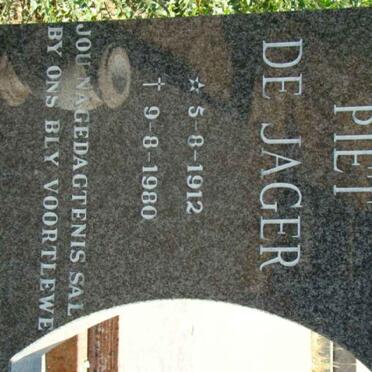 PIET
DE JAGER
☆ 5-8-1912
† 9-8-1980
JOU NAGEDAGTENIS SAL
BY ONS BLY VOORTLEWE